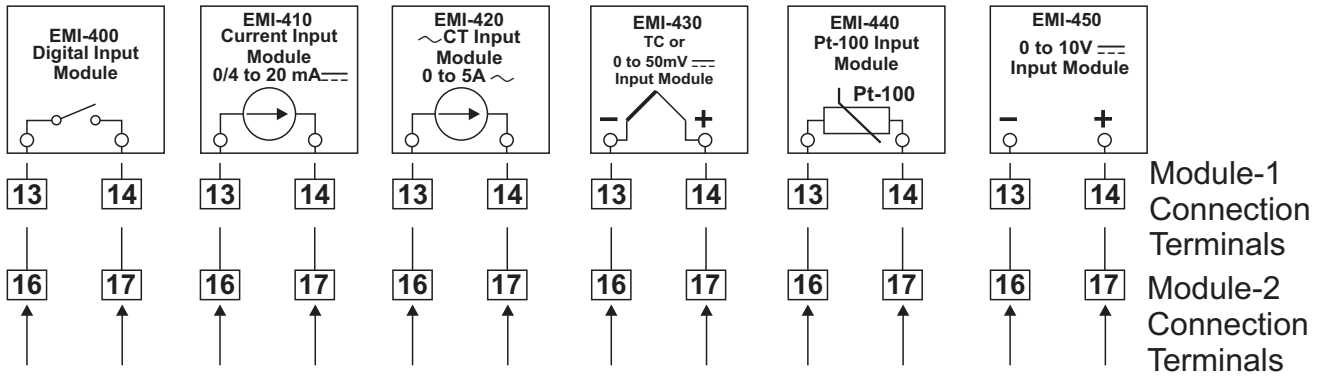 EMI-400
Digital Input
Module
EMI-410
Current Input
Module
0/4 to 20 mA
EMI-420
CT Input
Module
0 to 5A
EMI-430
TC or
0 to 50mV
Input Module
− +
EMI-440
Pt-100 Input
Module
Pt-100
EMI-450
0 to 10V
Input Module
− +
13 14 13 14 13 14 13 14 13 14 13 14
Module-1
Connection
Terminals
16 17 16 17 16 17 16 17 16 17 16 17
Module-2
Connection
Terminals